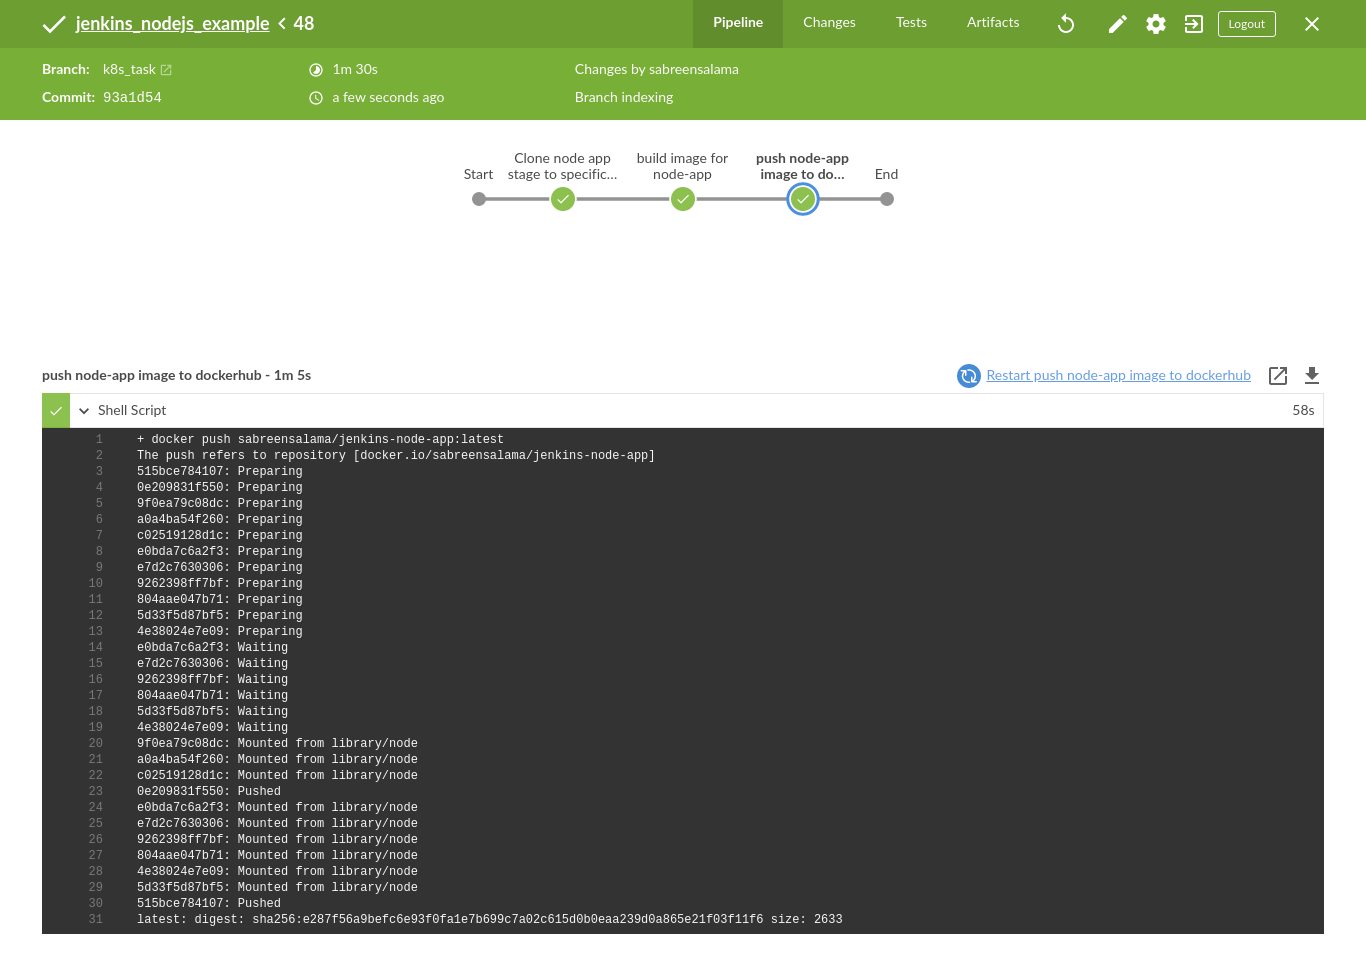 jenkins_nodejs_example < 48
Pipeline Changes Tests Artifacts Logout
Branch: k8s_task 1m 30s Changes by sabreensalama
Commit: 93a1d54 a few seconds ago Branch indexing
Start
Clone node app
stage to specific...
build image for
node-app
push node-app
image to do...
End
push node-app image to dockerhub - 1m 5s Restart push node-app image to dockerhub
Shell Script 58s
1 + docker push sabreensalama/jenkins-node-app:latest
2 The push refers to repository [docker.io/sabreensalama/jenkins-node-app]
3 515bce784107: Preparing
4 0e209831f550: Preparing
5 9f0ea79c08dc: Preparing
6 a0a4ba54f260: Preparing
7 c02519128d1c: Preparing
8 e0bda7c6a2f3: Preparing
9 e7d2c7630306: Preparing
10 9262398ff7bf: Preparing
11 804aae047b71: Preparing
12 5d33f5d87bf5: Preparing
13 4e38024e7e09: Preparing
14 e0bda7c6a2f3: Waiting
15 e7d2c7630306: Waiting
16 9262398ff7bf: Waiting
17 804aae047b71: Waiting
18 5d33f5d87bf5: Waiting
19 4e38024e7e09: Waiting
20 9f0ea79c08dc: Mounted from library/node
21 a0a4ba54f260: Mounted from library/node
22 c02519128d1c: Mounted from library/node
23 0e209831f550: Pushed
24 e0bda7c6a2f3: Mounted from library/node
25 e7d2c7630306: Mounted from library/node
26 9262398ff7bf: Mounted from library/node
27 804aae047b71: Mounted from library/node
28 4e38024e7e09: Mounted from library/node
29 5d33f5d87bf5: Mounted from library/node
30 515bce784107: Pushed
31 latest: digest: sha256:e287f56a9befc6e93f0fa1e7b699c7a02c615d0b0eaa239d0a865e21f03f11f6 size: 2633